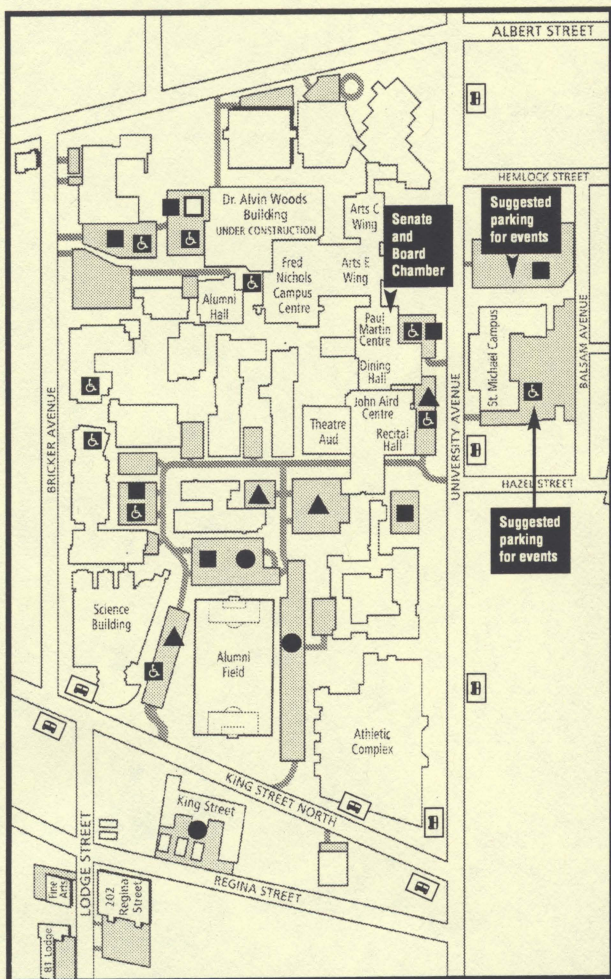 ALBERT STREET
HEMLOCK STREET
Suggested
parking
for events
Senate
and
Board
Chamber
Dr. Alvin Woods
Building
UNDER CONSTRUCTION
Arts C
Wing
Fred
Nichols
Campus
Centre
Arts E
Wing
Alumni
Hall
Paul
Martin
Centre
Dining
Hall
St. Michael Campus
BALSAM AVENUE
BRICKER AVENUE
John Aird
Centre
Theatre
Aud
Recital
Hall
UNIVERSITY AVENUE
HAZEL STREET
Suggested
parking
for events
Science
Building
Alumni
Field
Athletic
Complex
KING STREET NORTH
King Street
REGINA STREET
LODGE STREET
Fine
Arts
202
Regina
Street
81 Lodge